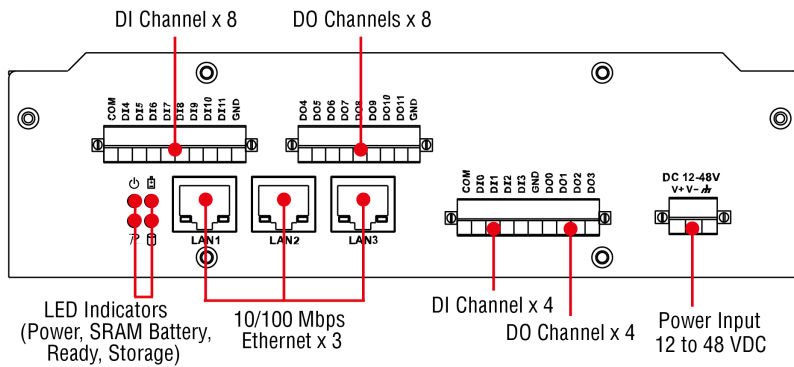 DI Channel x 8
DO Channels x 8
COM
DI4
DI5
DI6
DI7
DI8
DI9
DI10
DI11
GND
DO4
DO5
DO6
DO7
DO8
DO9
DO10
DO11
GND
COM
DI0
DI1
DI2
DI3
GND
DO0
DO1
DO2
DO3
DC 12-48V
V+ V-
LAN1
LAN2
LAN3
LED Indicators
(Power, SRAM Battery,
Ready, Storage)
10/100 Mbps
Ethernet x 3
DI Channel x 4
DO Channel x 4
Power Input
12 to 48 VDC